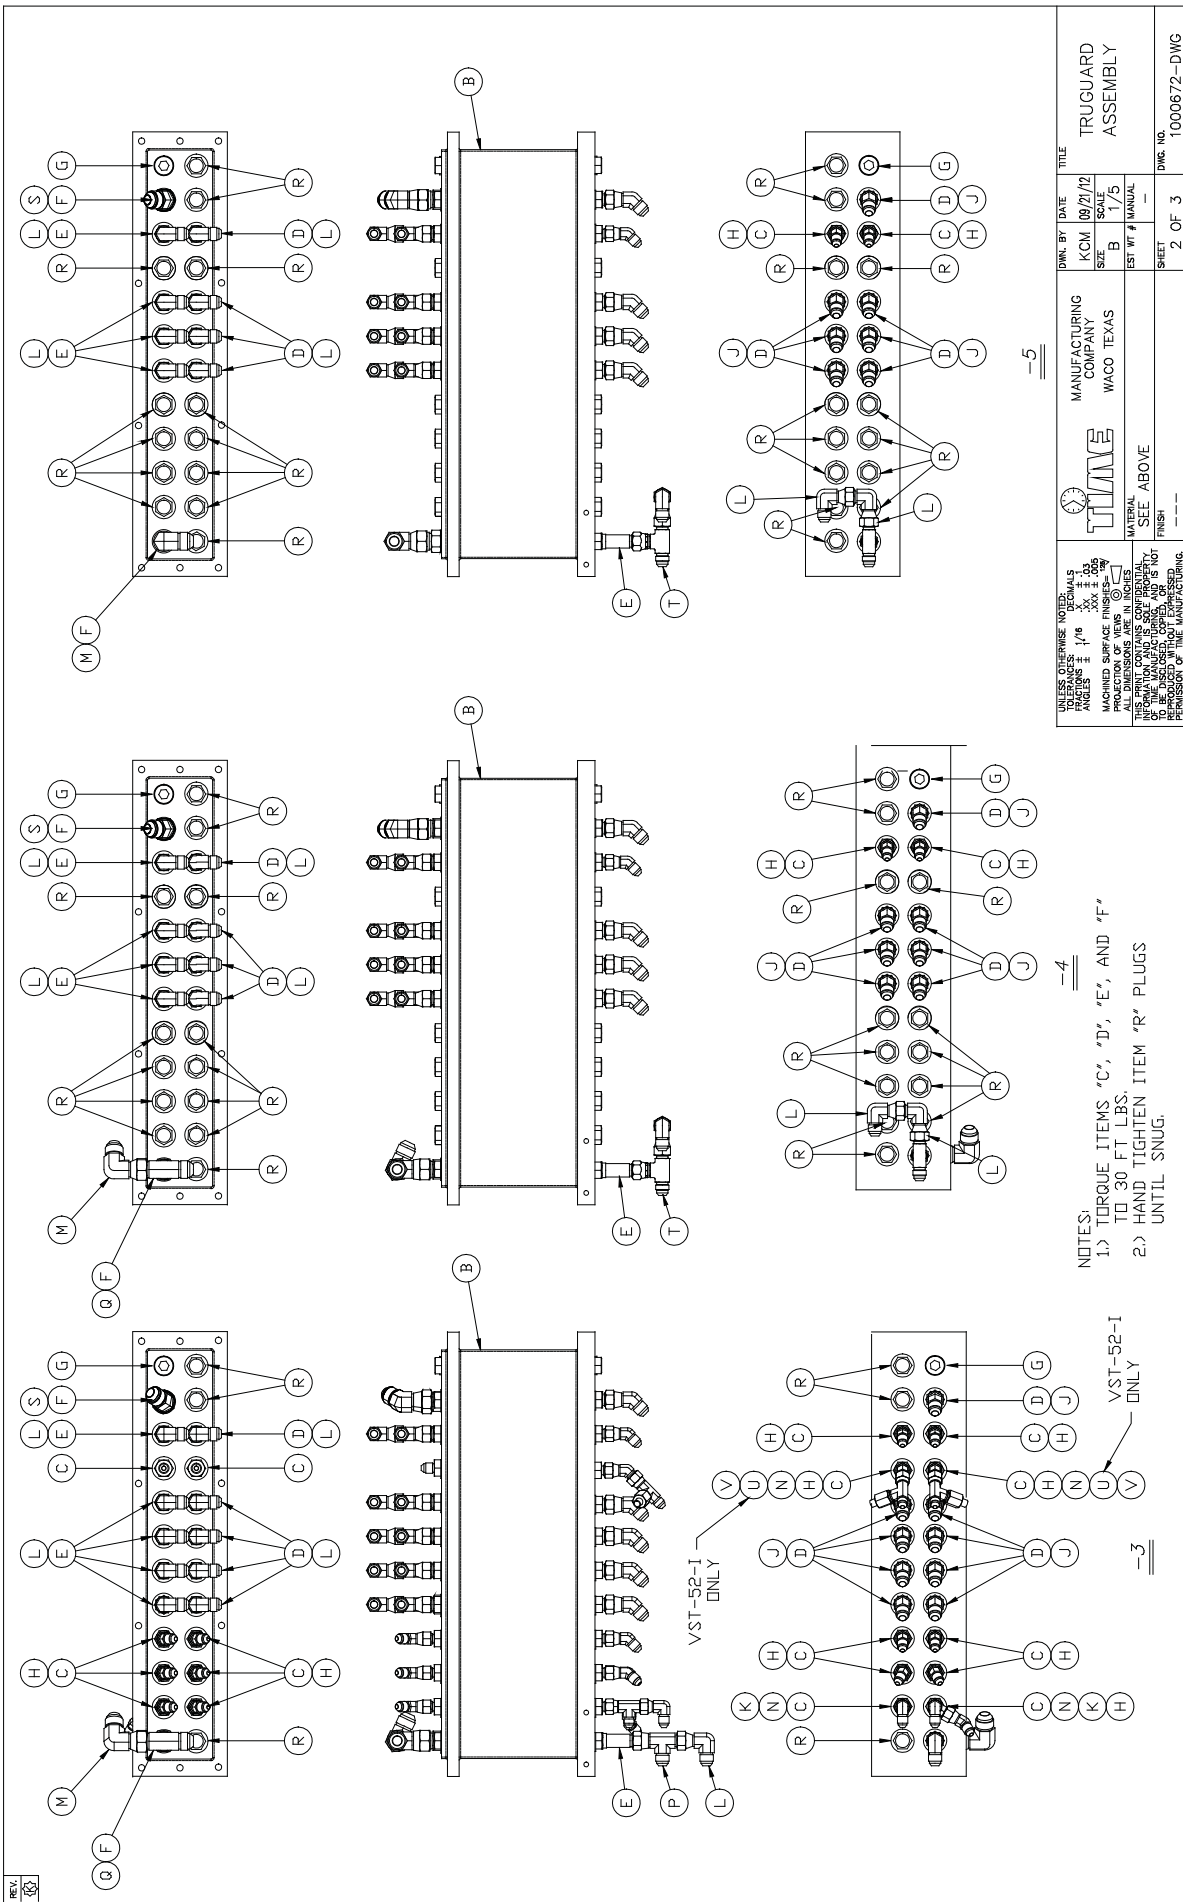 REV.
K
Q F
M
H C
L E
C
L E
S F
G
R
C H
D L
C
D L
R
B
E
P
L
VST-52-I
ONLY
R
K N C
H C
J D
V U N H C
H C
R
C N K H
C H
D J
C H N U V
C H
D J
G
VST-52-I
ONLY
-3
Q F
M
R
L E
R
L E
S F
G
R
R
D L
R
D L
R
B
E
T
R
L
R
J D
R
H C
R
L
R
D J
R
C H
D J
G
-4
NOTES:
1.) TORQUE ITEMS "C", "D", "E", AND "F"
TO 30 FT LBS.
2.) HAND TIGHTEN ITEM "R" PLUGS
UNTIL SNUG.
M F
R
L E
R
L E
S F
G
R
R
D L
R
D L
R
B
E
T
R
L
R
J D
R
H C
R
L
R
D J
R
C H
D J
G
-5
UNLESS OTHERWISE NOTED:
TOLERANCES: DECIMALS
FRACTIONS ± 1/16 .X ± .1
ANGLES ± 1° .XX ± .03
.XXX ± .005
MACHINED SURFACE FINISHES=
PROJECTION OF VIEWS
ALL DIMENSIONS ARE IN INCHES
THIS PRINT CONTAINS CONFIDENTIAL
INFORMATION AND IS SOLE PROPERTY
OF TIME MANUFACTURING, AND IS NOT
TO BE DISCLOSED, COPIED, OR
REPRODUCED WITHOUT EXPRESSED
PERMISSION OF TIME MANUFACTURING.
TIME
MANUFACTURING
COMPANY
WACO TEXAS
MATERIAL
SEE ABOVE
FINISH
---
DWN. BY DATE
KCM 09/21/12
SIZE SCALE
B 1/5
EST WT # MANUAL
-
SHEET
2 OF 3
TITLE
TRUGUARD
ASSEMBLY
DWG. NO.
1000672-DWG